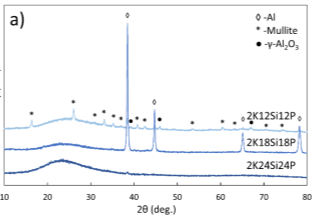 a)
◊ -Al
* -Mullite
● -γ-Al₂O₃
2K12Si12P
2K18Si18P
2K24Si24P
10 20 30 40 50 60 70 80
2θ (deg.)